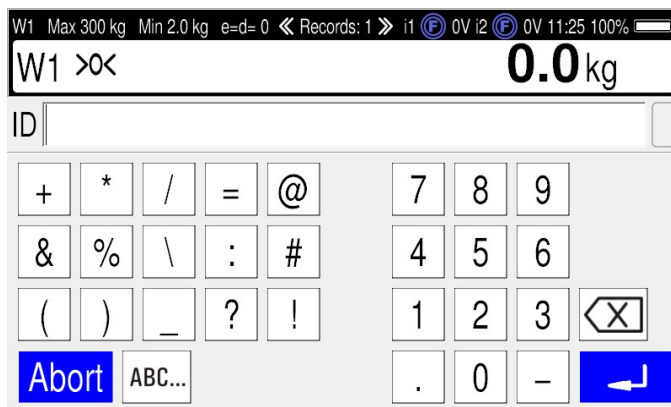 W1 Max 300 kg Min 2.0 kg e=d= 0 ≪ Records: 1 ≫ i1 F 0V i2 F 0V 11:25 100%
W1 >0< 0.0 kg
ID
+ * / = @ 7 8 9
& % \ : # 4 5 6
( ) _ ? ! 1 2 3 X
Abort ABC... . 0 –